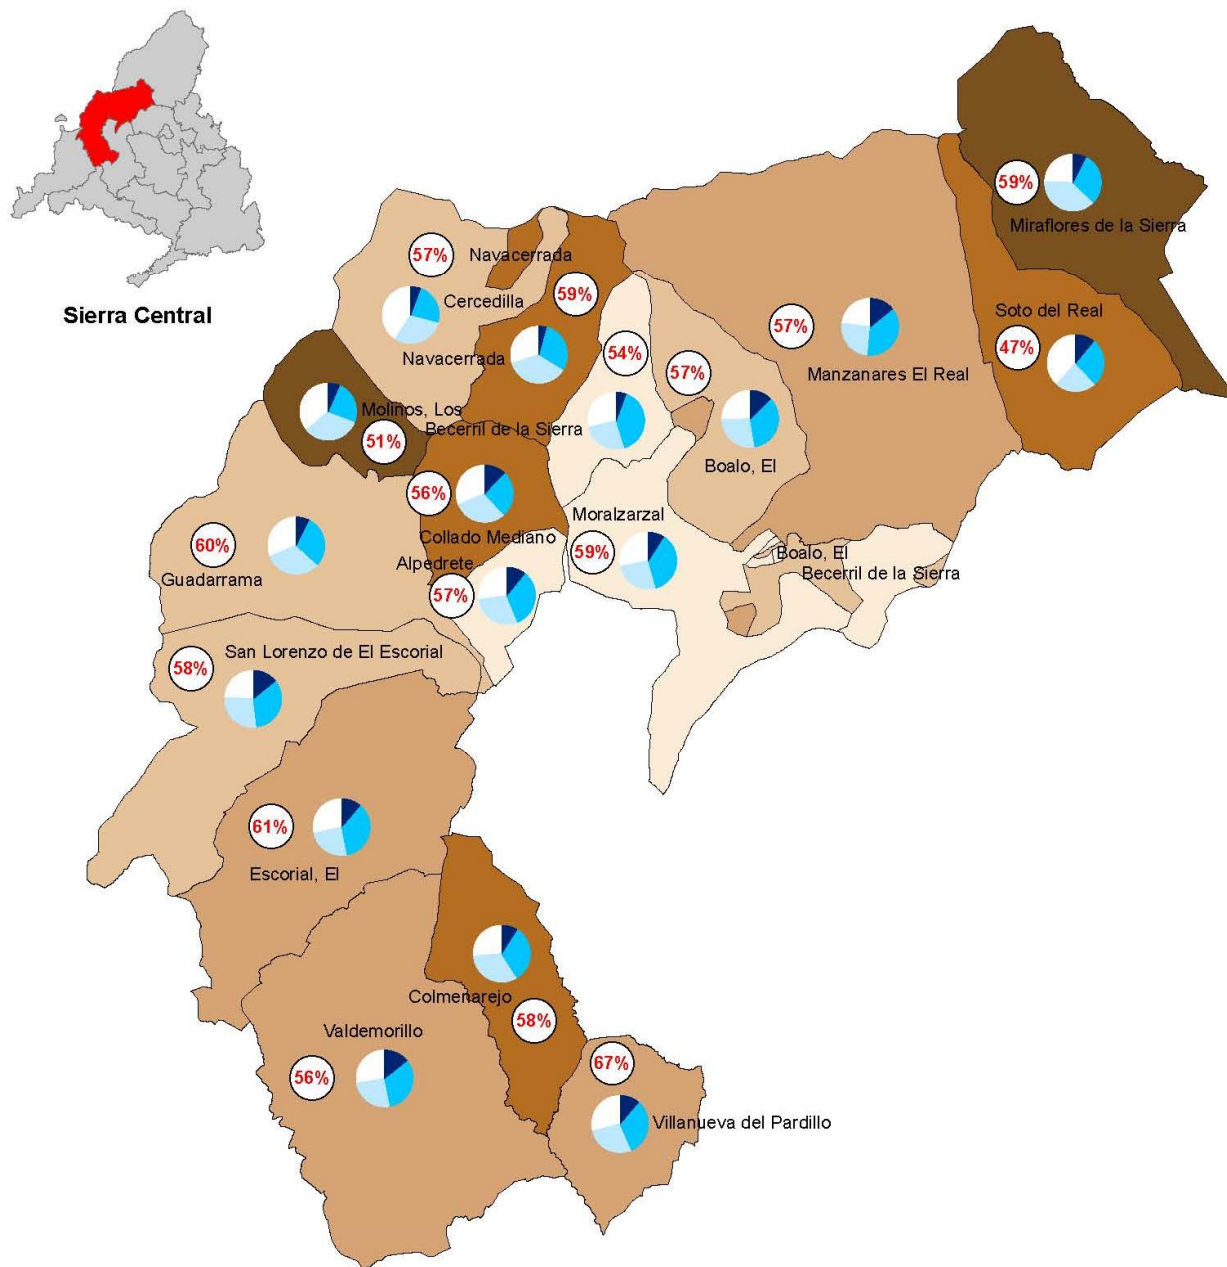 Sierra Central
59%
Miraflores de la Sierra
57%
Navacerrada
59%
Cercedilla
Soto del Real
47%
57%
Manzanares El Real
Navacerrada
54%
57%
Molinos, Los
51%
Becerril de la Sierra
Boalo, El
56%
Collado Mediano
Moralzarzal
59%
60%
Guadarrama
Alpedrete
57%
Boalo, El
Becerril de la Sierra
San Lorenzo de El Escorial
58%
61%
Escorial, El
Colmenarejo
58%
Valdemorillo
56%
67%
Villanueva del Pardillo